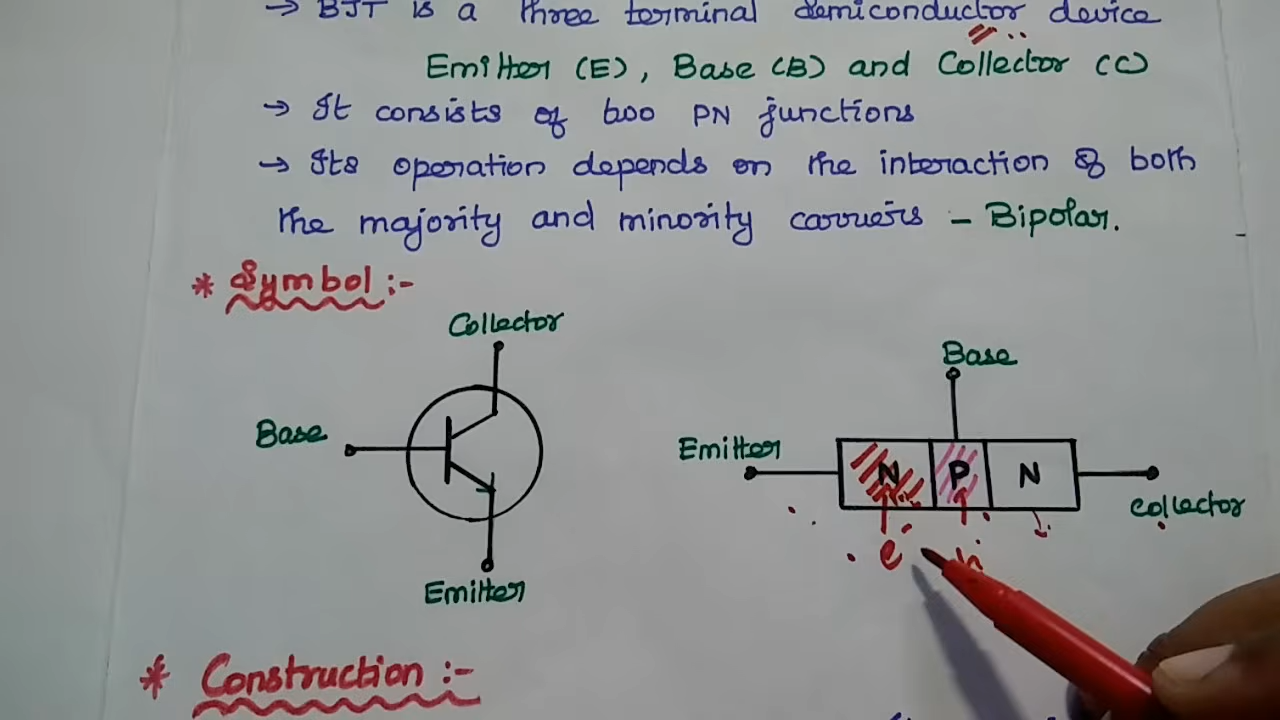 → BJT is a three terminal semiconductor device
Emitter (E), Base (B) and Collector (C)
→ It consists of two PN junctions
→ Its operation depends on the interaction of both
the majority and minority carriers - Bipolar.
* Symbol :-
Collector
Base
Emitter
Base
Emitter
N P N
Collector
e h
* Construction :-